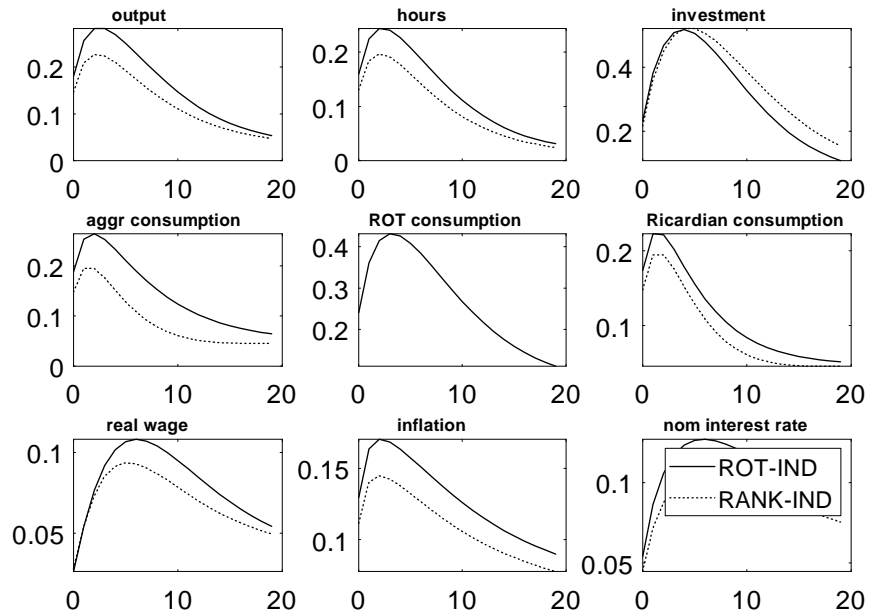 output
hours
investment
0.2
0.1
0
0 10 20
0.2
0.1
0
0 10 20
0.4
0.2
0 10 20
aggr consumption
ROT consumption
Ricardian consumption
0.2
0.1
0
0 10 20
0.4
0.3
0.2
0 10 20
0.1
0 10 20
real wage
inflation
nom interest rate
0.1
0.05
0 10 20
0.15
0.1
0 10 20
0.1
0.05
0 10 20
ROT-IND
RANK-IND